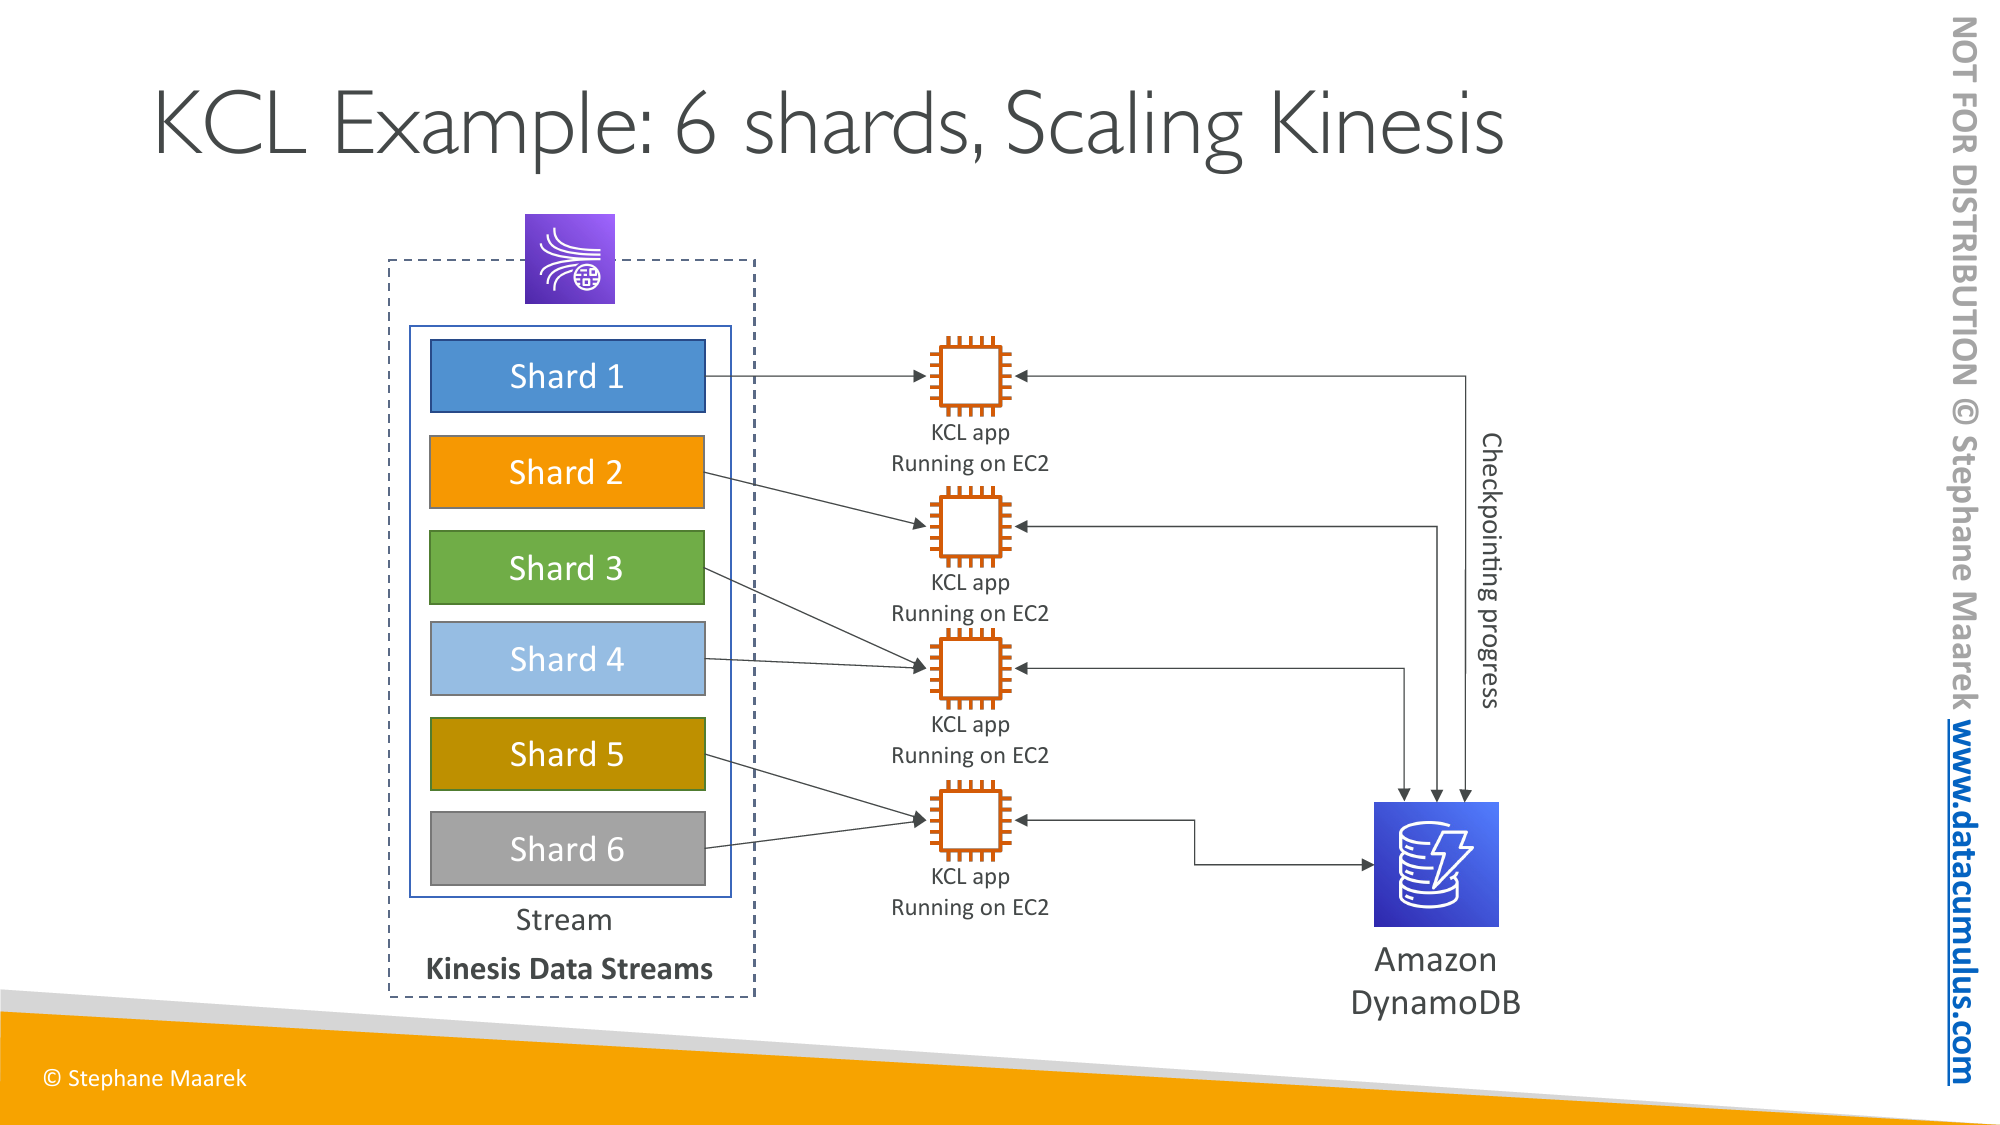 KCL Example: 6 shards, Scaling Kinesis
Shard 1
Shard 2
Shard 3
Shard 4
Shard 5
Shard 6
Stream
Kinesis Data Streams
KCL app
Running on EC2
KCL app
Running on EC2
KCL app
Running on EC2
KCL app
Running on EC2
Checkpointing progress
Amazon
DynamoDB
© Stephane Maarek
NOT FOR DISTRIBUTION © Stephane Maarek www.datacumulus.com